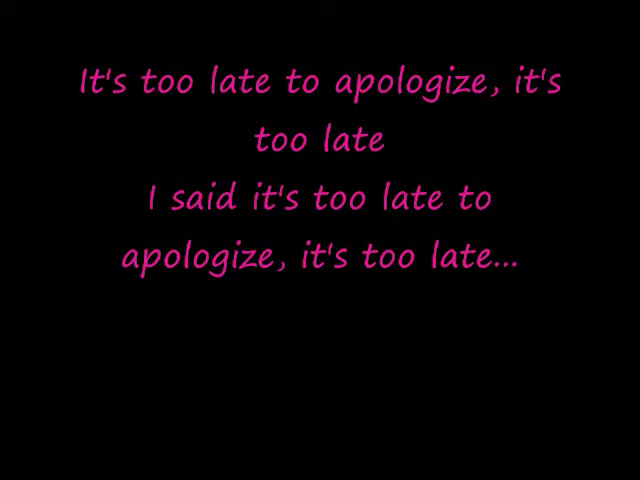 It's too late to apologize, it's
too late
I said it's too late to
apologize, it's too late...